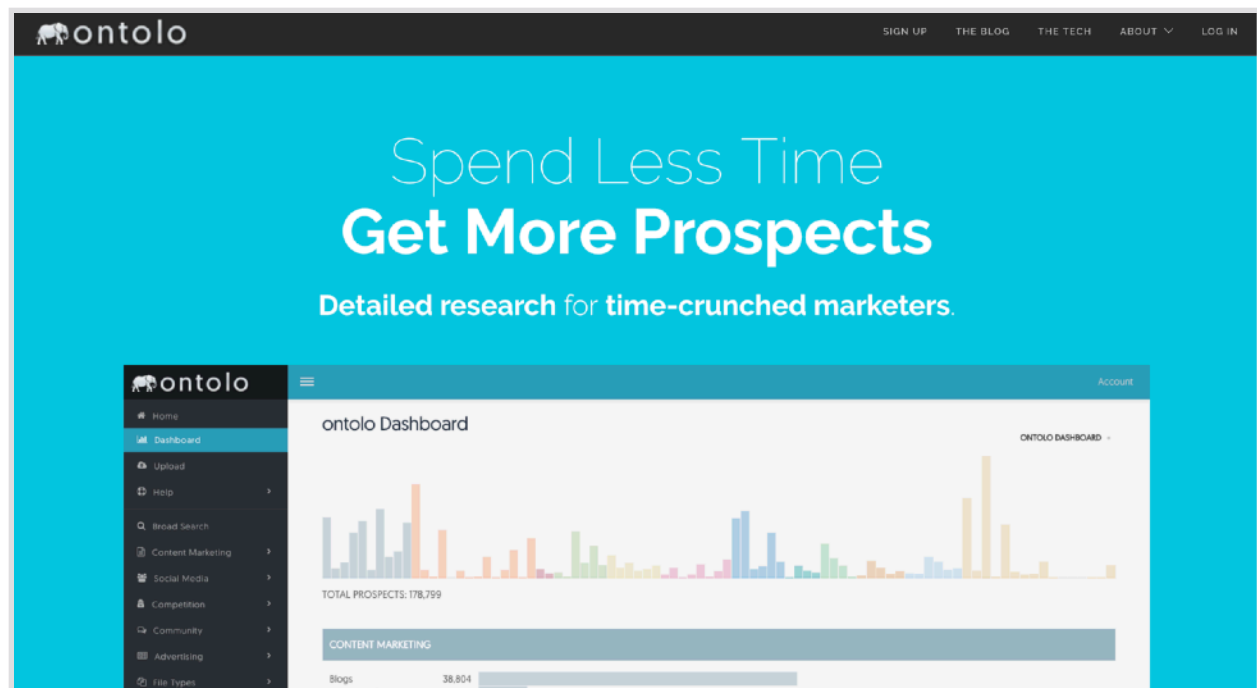 ontolo
SIGN UP THE BLOG THE TECH ABOUT LOG IN
Spend Less Time
Get More Prospects
Detailed research for time-crunched marketers.
ontolo
Account
Home
Dashboard
Upload
Help
Broad Search
Content Marketing
Social Media
Competition
Community
Advertising
File Types
ontolo Dashboard
ONTOLO DASHBOARD
TOTAL PROSPECTS: 178,799
CONTENT MARKETING
Blogs 38,804